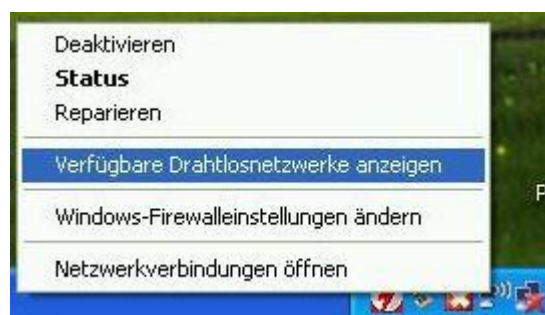 Deaktivieren
Status
Reparieren
Verfügbare Drahtlosnetzwerke anzeigen
Windows-Firewalleinstellungen ändern
Netzwerkverbindungen öffnen
P